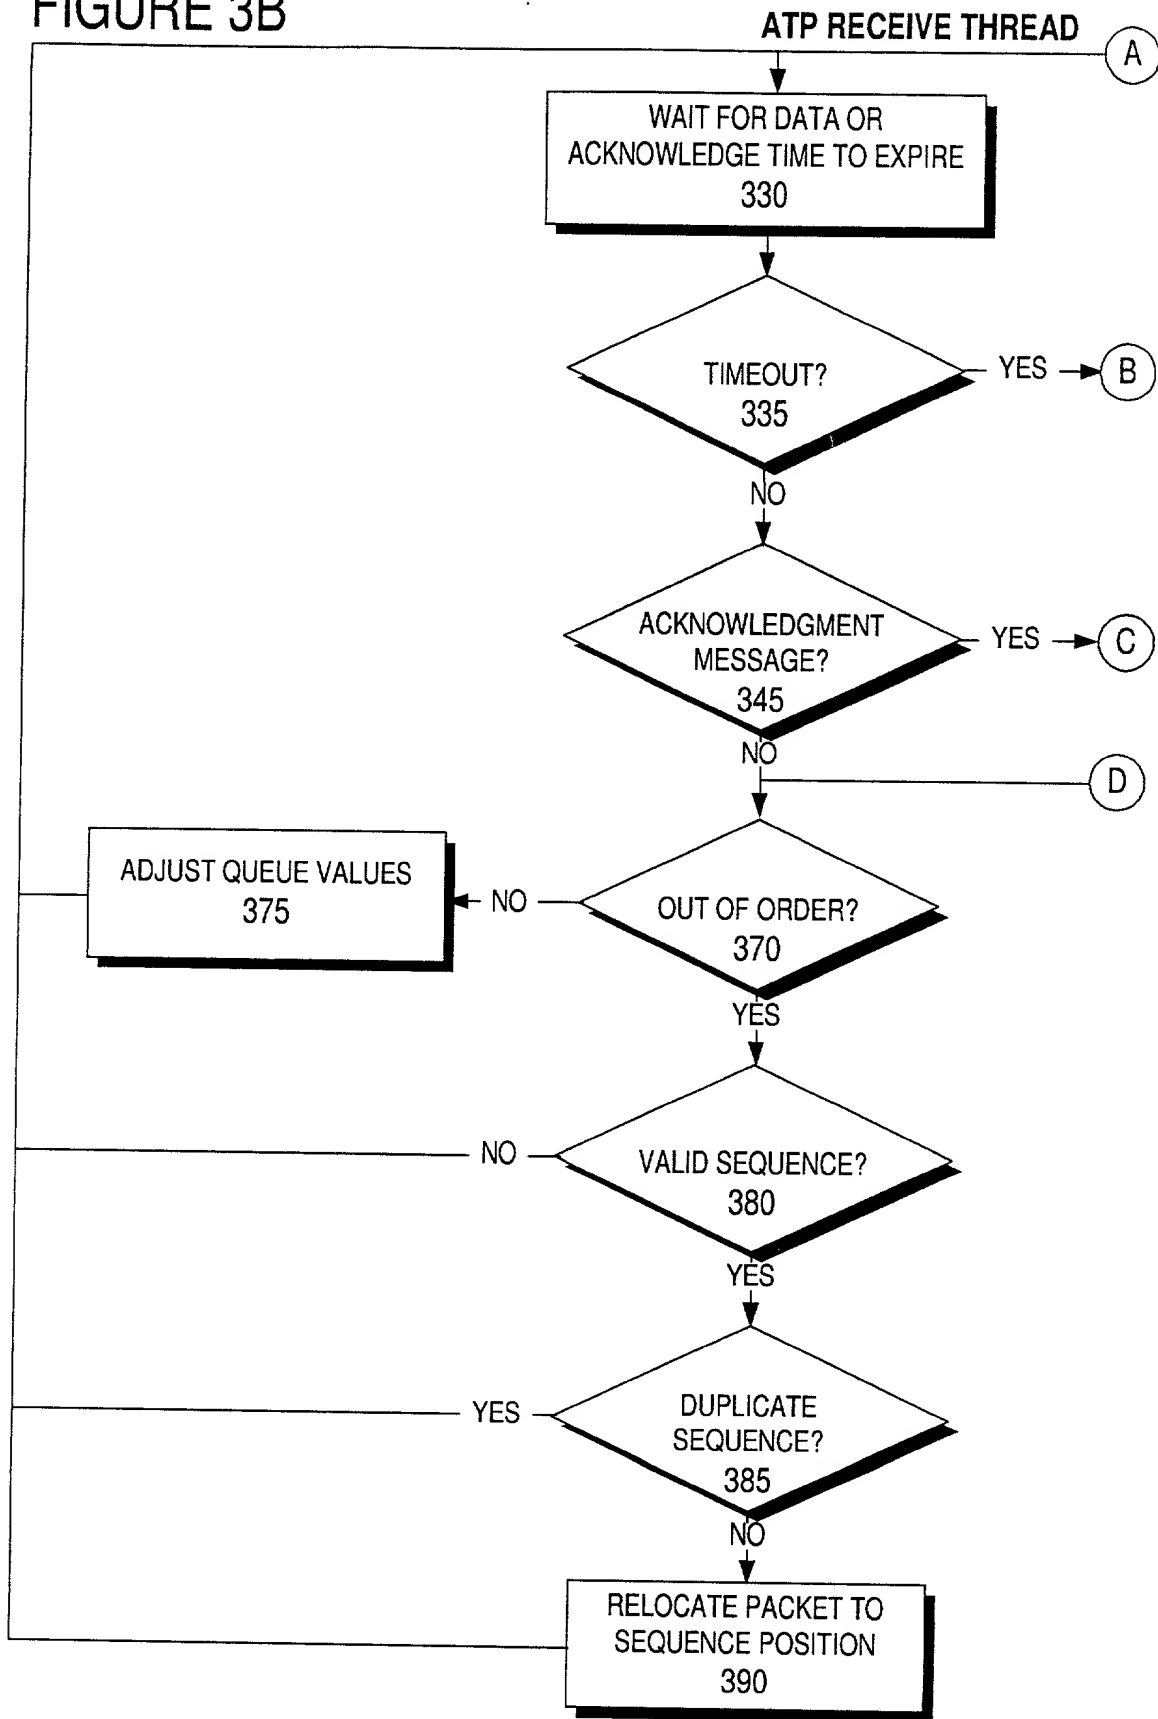 FIGURE 3B
ATP RECEIVE THREAD
A
WAIT FOR DATA OR
ACKNOWLEDGE TIME TO EXPIRE
330
TIMEOUT?
335
YES
B
NO
ACKNOWLEDGMENT
MESSAGE?
345
YES
C
NO
D
OUT OF ORDER?
370
NO
ADJUST QUEUE VALUES
375
YES
VALID SEQUENCE?
380
NO
YES
DUPLICATE
SEQUENCE?
385
YES
NO
RELOCATE PACKET TO
SEQUENCE POSITION
390